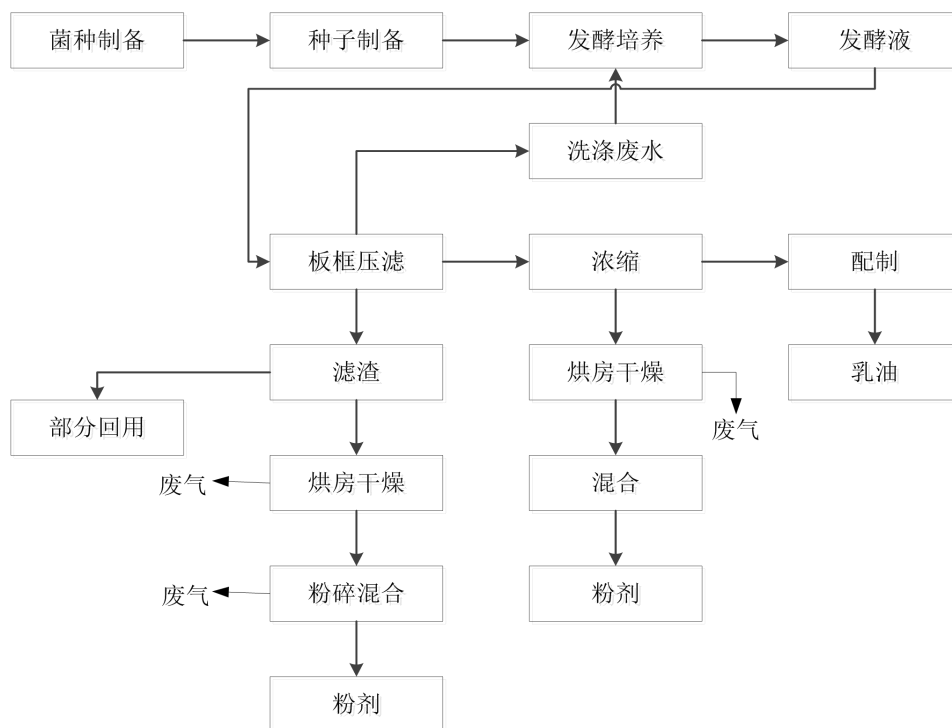 菌种制备
种子制备
发酵培养
发酵液
洗涤废水
板框压滤
浓缩
配制
滤渣
烘房干燥
乳油
部分回用
废气
废气
烘房干燥
混合
废气
粉碎混合
粉剂
粉剂